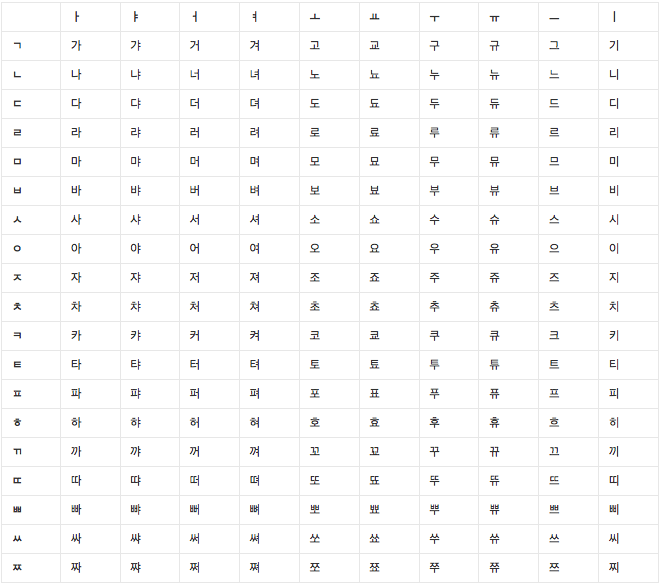 ㅏ ㅑ ㅓ ㅕ ㅗ ㅛ ㅜ ㅠ ㅡ ㅣ
ㄱ 가 갸 거 겨 고 교 구 규 그 기
ㄴ 나 냐 너 녀 노 뇨 누 뉴 느 니
ㄷ 다 댜 더 뎌 도 됴 두 듀 드 디
ㄹ 라 랴 러 려 로 료 루 류 르 리
ㅁ 마 먀 머 며 모 묘 무 뮤 므 미
ㅂ 바 뱌 버 벼 보 뵤 부 뷰 브 비
ㅅ 사 샤 서 셔 소 쇼 수 슈 스 시
ㅇ 아 야 어 여 오 요 우 유 으 이
ㅈ 자 쟈 저 져 조 죠 주 쥬 즈 지
ㅊ 차 챠 처 쳐 초 쵸 추 츄 츠 치
ㅋ 카 캬 커 켜 코 쿄 쿠 큐 크 키
ㅌ 타 탸 터 텨 토 툐 투 튜 트 티
ㅍ 파 퍄 퍼 펴 포 표 푸 퓨 프 피
ㅎ 하 햐 허 혀 호 효 후 휴 흐 히
ㄲ 까 꺄 꺼 껴 꼬 꾜 꾸 뀨 끄 끼
ㄸ 따 땨 떠 뗘 또 뚀 뚜 뜌 뜨 띠
ㅃ 빠 뺘 뻐 뼈 뽀 뾰 뿌 쀼 쁘 삐
ㅆ 싸 쌰 써 쎠 쏘 쑈 쑤 쓔 쓰 씨
ㅉ 짜 쨔 쩌 쪄 쪼 쬬 쭈 쮸 쯔 찌